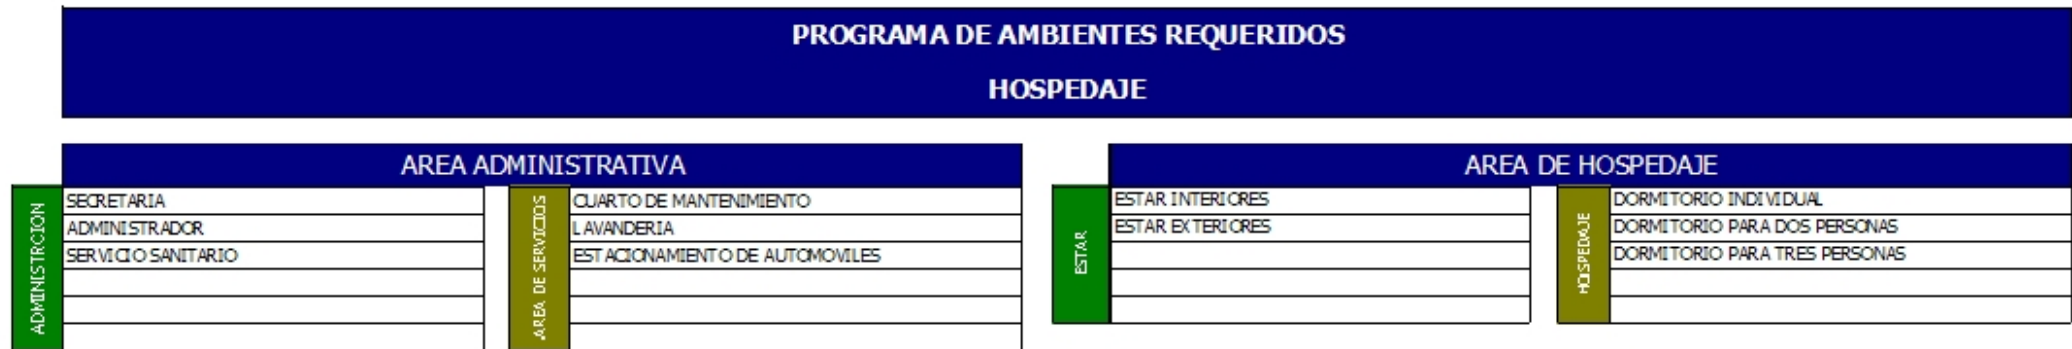 PROGRAMA DE AMBIENTES REQUERIDOS
HOSPEDAJE
AREA ADMINISTRATIVA
ADMINISTRCION
SECRETARIA
ADMINISTRADOR
SERVICIO SANITARIO
AREA DE SERVICIOS
CUARTO DE MANTENIMIENTO
LAVANDERIA
ESTACIONAMIENTO DE AUTOMOVILES
AREA DE HOSPEDAJE
ESTAR
ESTAR INTERIORES
ESTAR EXTERIORES
HOSPEDAJE
DORMITORIO INDIVIDUAL
DORMITORIO PARA DOS PERSONAS
DORMITORIO PARA TRES PERSONAS